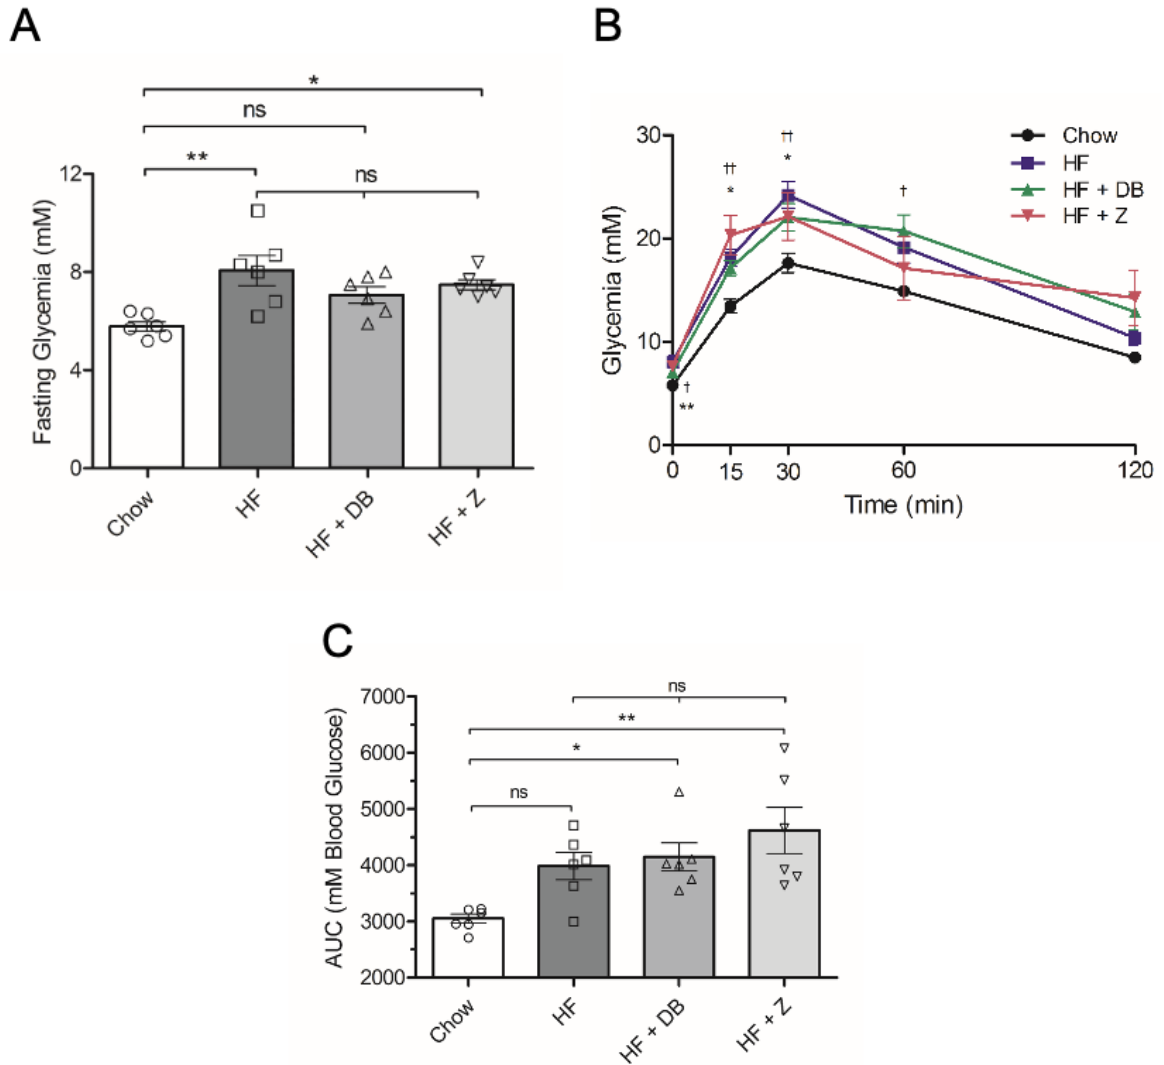 A
*
ns
**
ns
12
8
4
0
Fasting Glycemia (mM)
Chow
HF
HF + DB
HF + Z
B
30
20
10
0
Glycemia (mM)
††
*
††
*
†
†
**
Chow
HF
HF + DB
HF + Z
0 15 30 60 120
Time (min)
C
7000
6000
5000
4000
3000
2000
AUC (mM Blood Glucose)
ns
**
*
ns
Chow
HF
HF + DB
HF + Z